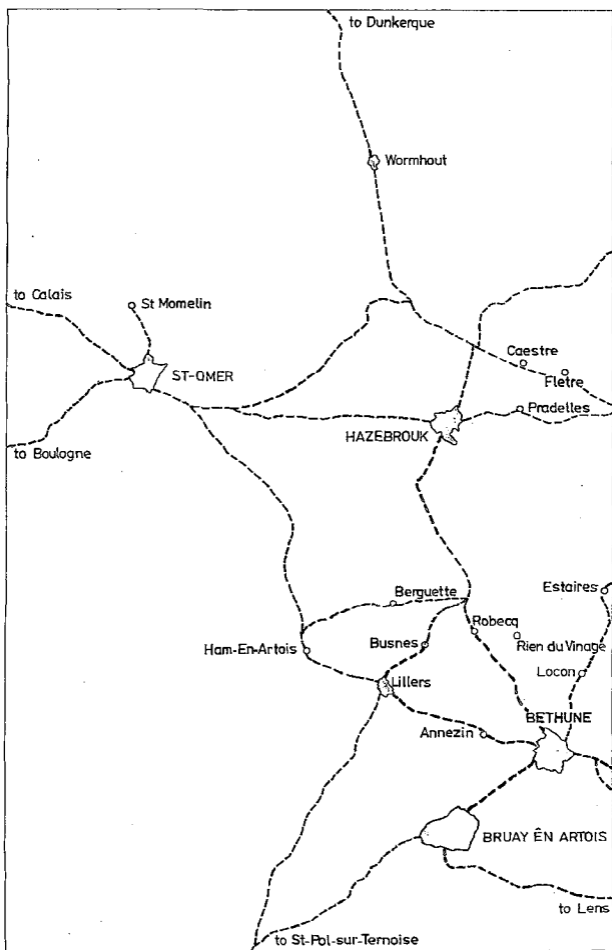 to Dunkerque
Wormhout
to Calais
St Momelin
Caestre
ST-OMER
Fletre
Pradelles
HAZEBROUK
to Boulogne
Berguette
Estaires
Robecq
Ham-En-Artois
Busnes
Rien du Vinage
Locon
Lillers
BETHUNE
Annezin
BRUAY ÊN ARTOIS
to Lens
to St-Pol-sur-Ternoise